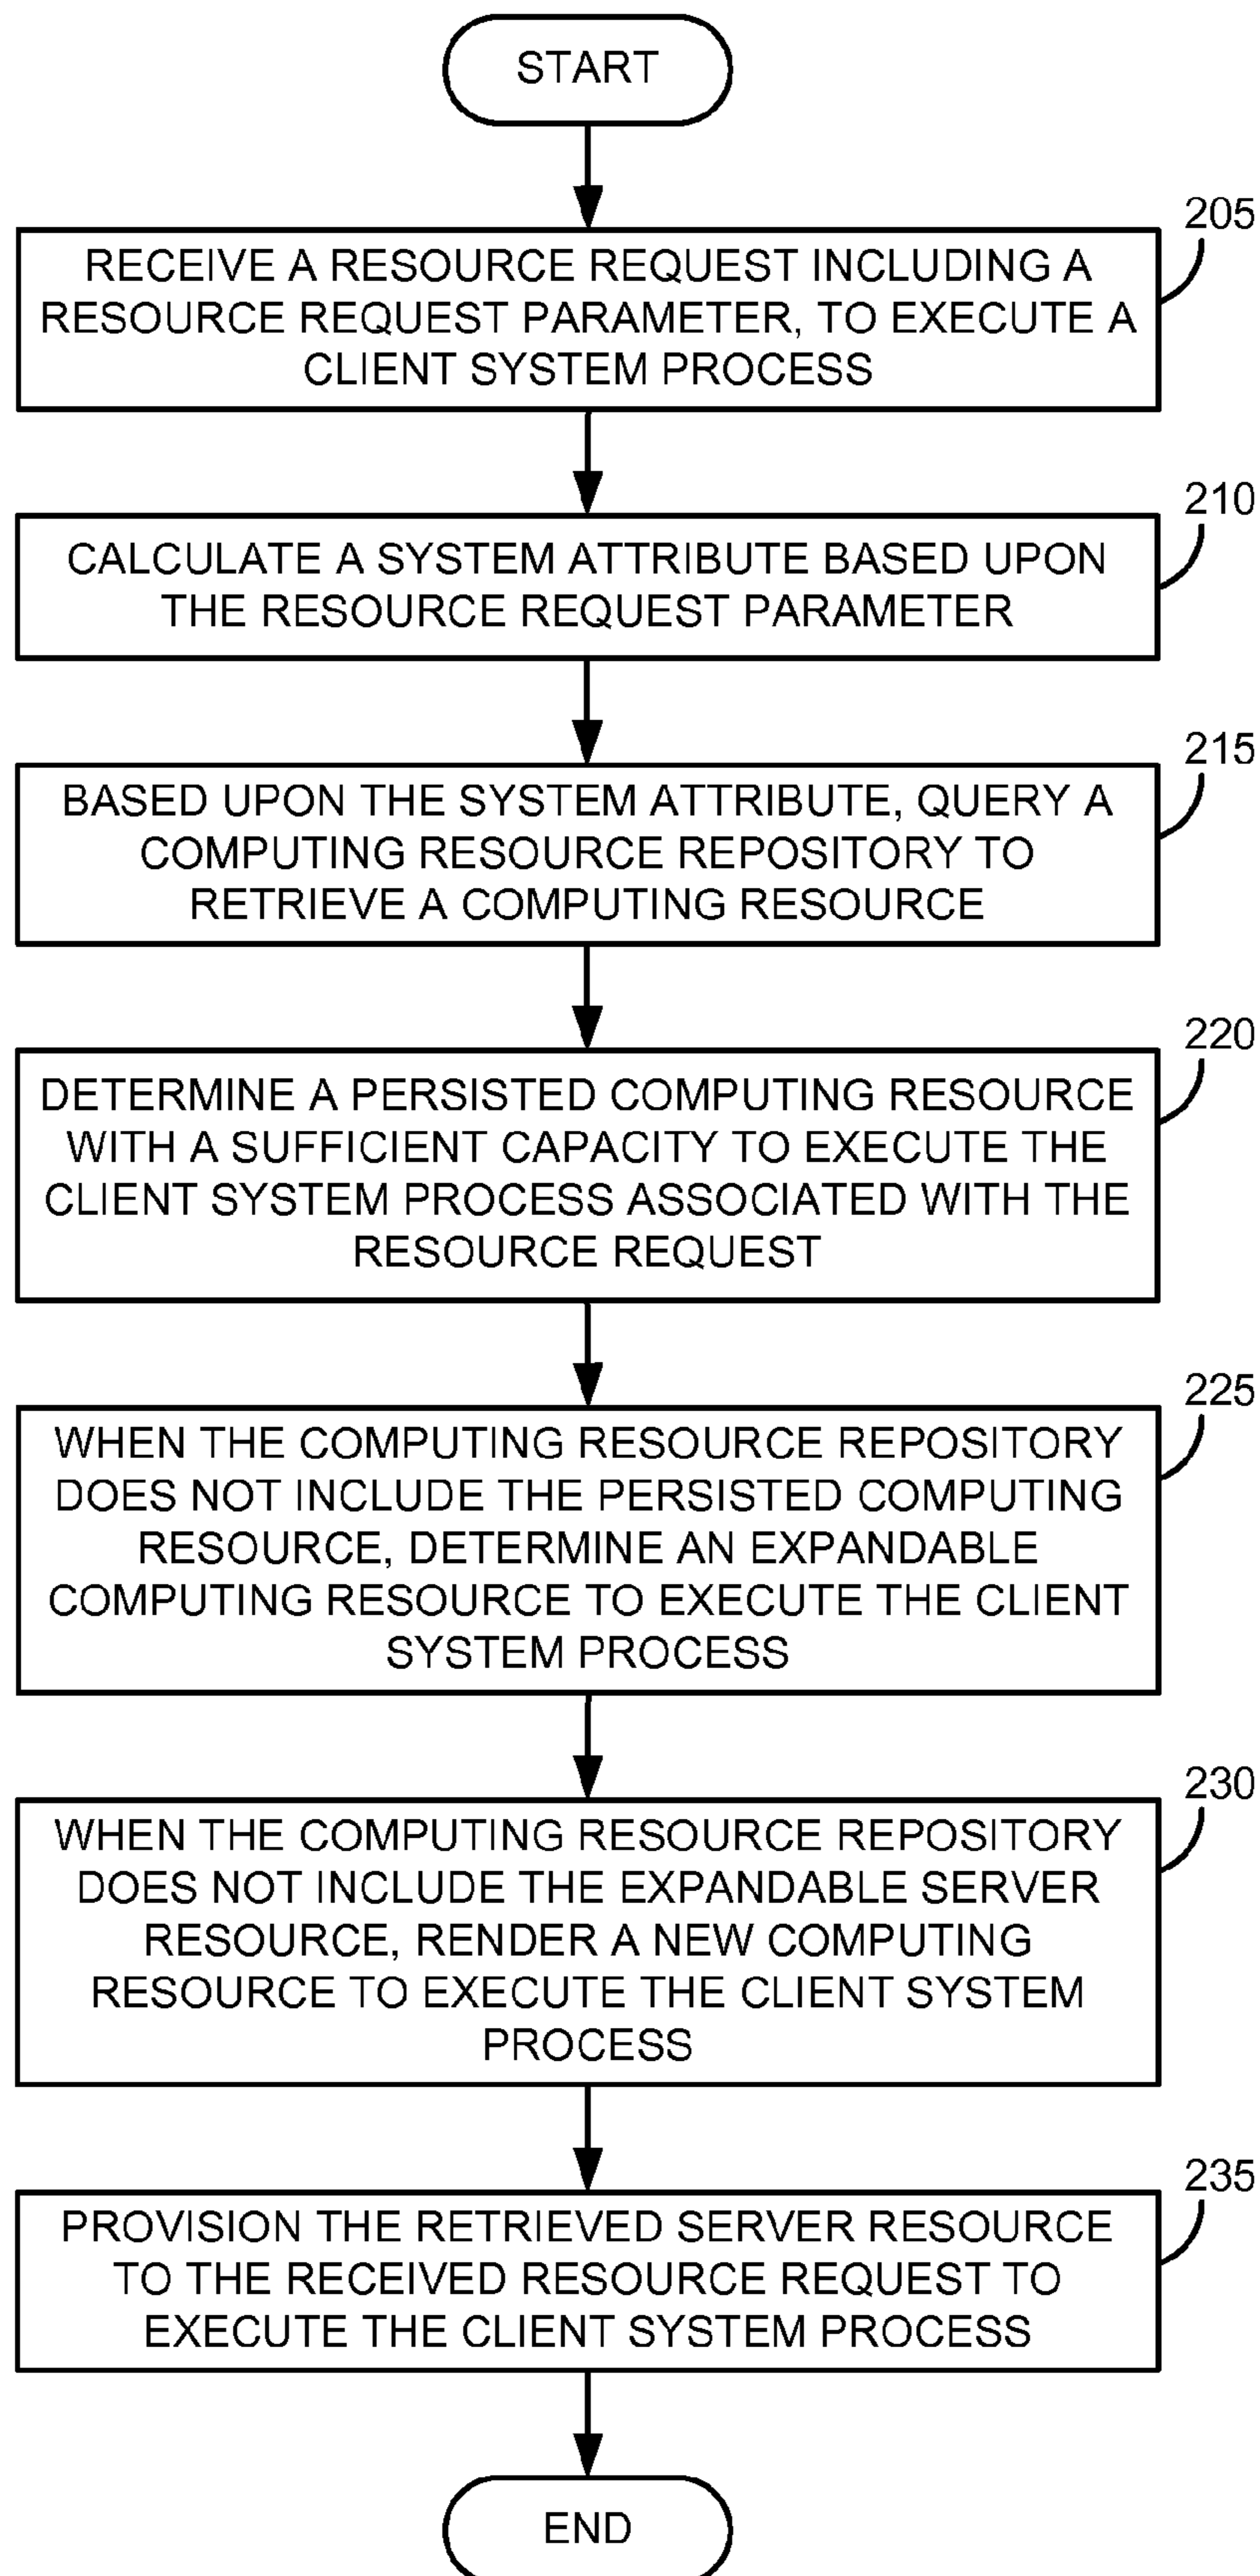 START
205
RECEIVE A RESOURCE REQUEST INCLUDING A
RESOURCE REQUEST PARAMETER, TO EXECUTE A
CLIENT SYSTEM PROCESS
210
CALCULATE A SYSTEM ATTRIBUTE BASED UPON
THE RESOURCE REQUEST PARAMETER
215
BASED UPON THE SYSTEM ATTRIBUTE, QUERY A
COMPUTING RESOURCE REPOSITORY TO
RETRIEVE A COMPUTING RESOURCE
220
DETERMINE A PERSISTED COMPUTING RESOURCE
WITH A SUFFICIENT CAPACITY TO EXECUTE THE
CLIENT SYSTEM PROCESS ASSOCIATED WITH THE
RESOURCE REQUEST
225
WHEN THE COMPUTING RESOURCE REPOSITORY
DOES NOT INCLUDE THE PERSISTED COMPUTING
RESOURCE, DETERMINE AN EXPANDABLE
COMPUTING RESOURCE TO EXECUTE THE CLIENT
SYSTEM PROCESS
230
WHEN THE COMPUTING RESOURCE REPOSITORY
DOES NOT INCLUDE THE EXPANDABLE SERVER
RESOURCE, RENDER A NEW COMPUTING
RESOURCE TO EXECUTE THE CLIENT SYSTEM
PROCESS
235
PROVISION THE RETRIEVED SERVER RESOURCE
TO THE RECEIVED RESOURCE REQUEST TO
EXECUTE THE CLIENT SYSTEM PROCESS
END